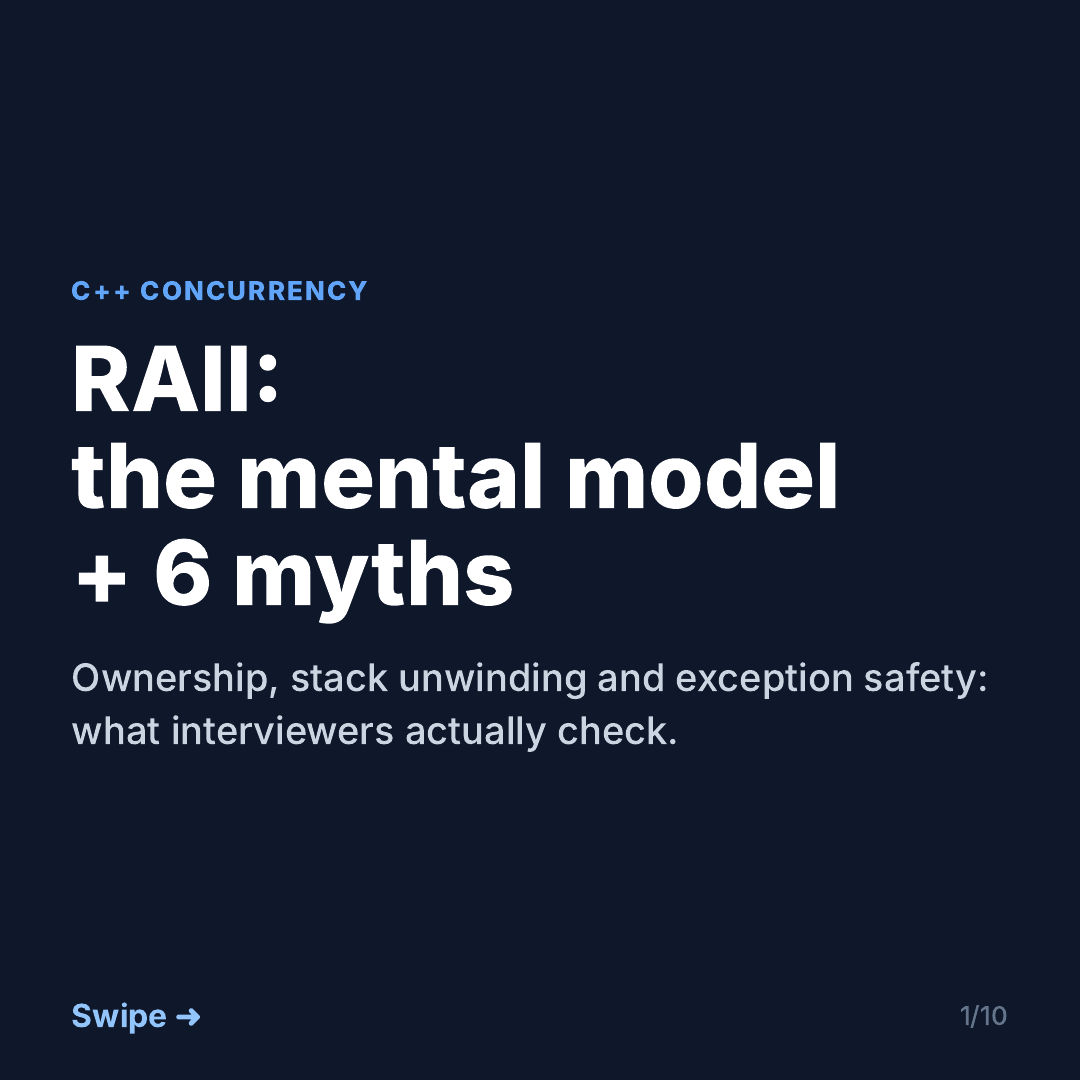 C++ CONCURRENCY
RAII:
the mental model
+ 6 myths
Ownership, stack unwinding and exception safety:
what interviewers actually check.
Swipe ➜
1/10